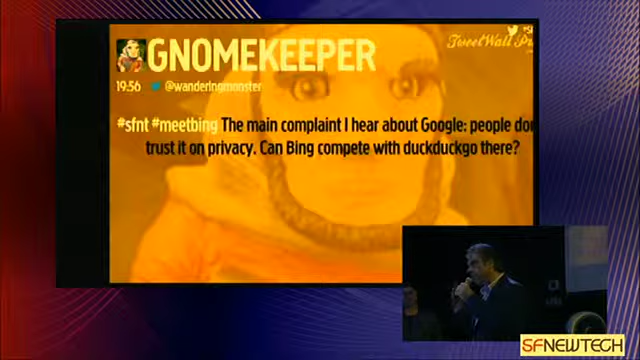 GNOMEKEEPER
TweetWall
19:56 @wanderingmonster
#sfnt #meetbing The main complaint I hear about Google: people don
trust it on privacy. Can Bing compete with duckduckgo there?
SFNEWTECH